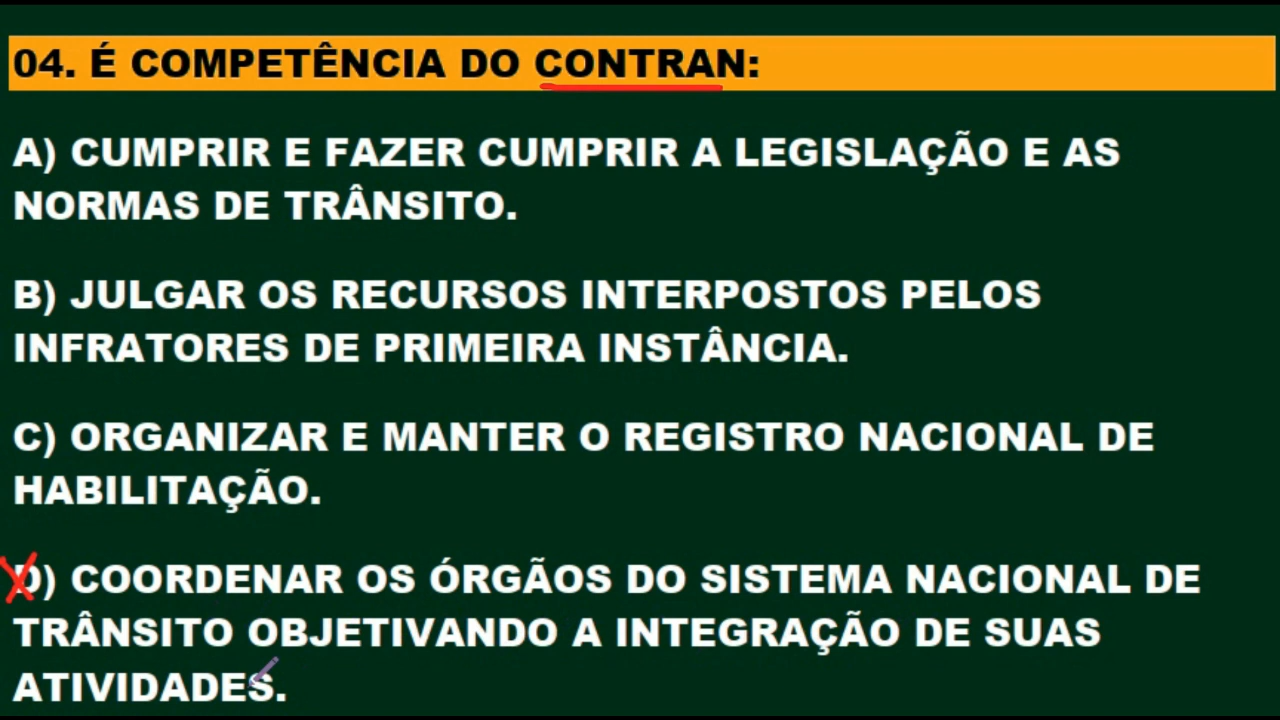 04. É COMPETÊNCIA DO CONTRAN:
A) CUMPRIR E FAZER CUMPRIR A LEGISLAÇÃO E AS
NORMAS DE TRÂNSITO.
B) JULGAR OS RECURSOS INTERPOSTOS PELOS
INFRATORES DE PRIMEIRA INSTÂNCIA.
C) ORGANIZAR E MANTER O REGISTRO NACIONAL DE
HABILITAÇÃO.
D) COORDENAR OS ÓRGÃOS DO SISTEMA NACIONAL DE
TRÂNSITO OBJETIVANDO A INTEGRAÇÃO DE SUAS
ATIVIDADES.